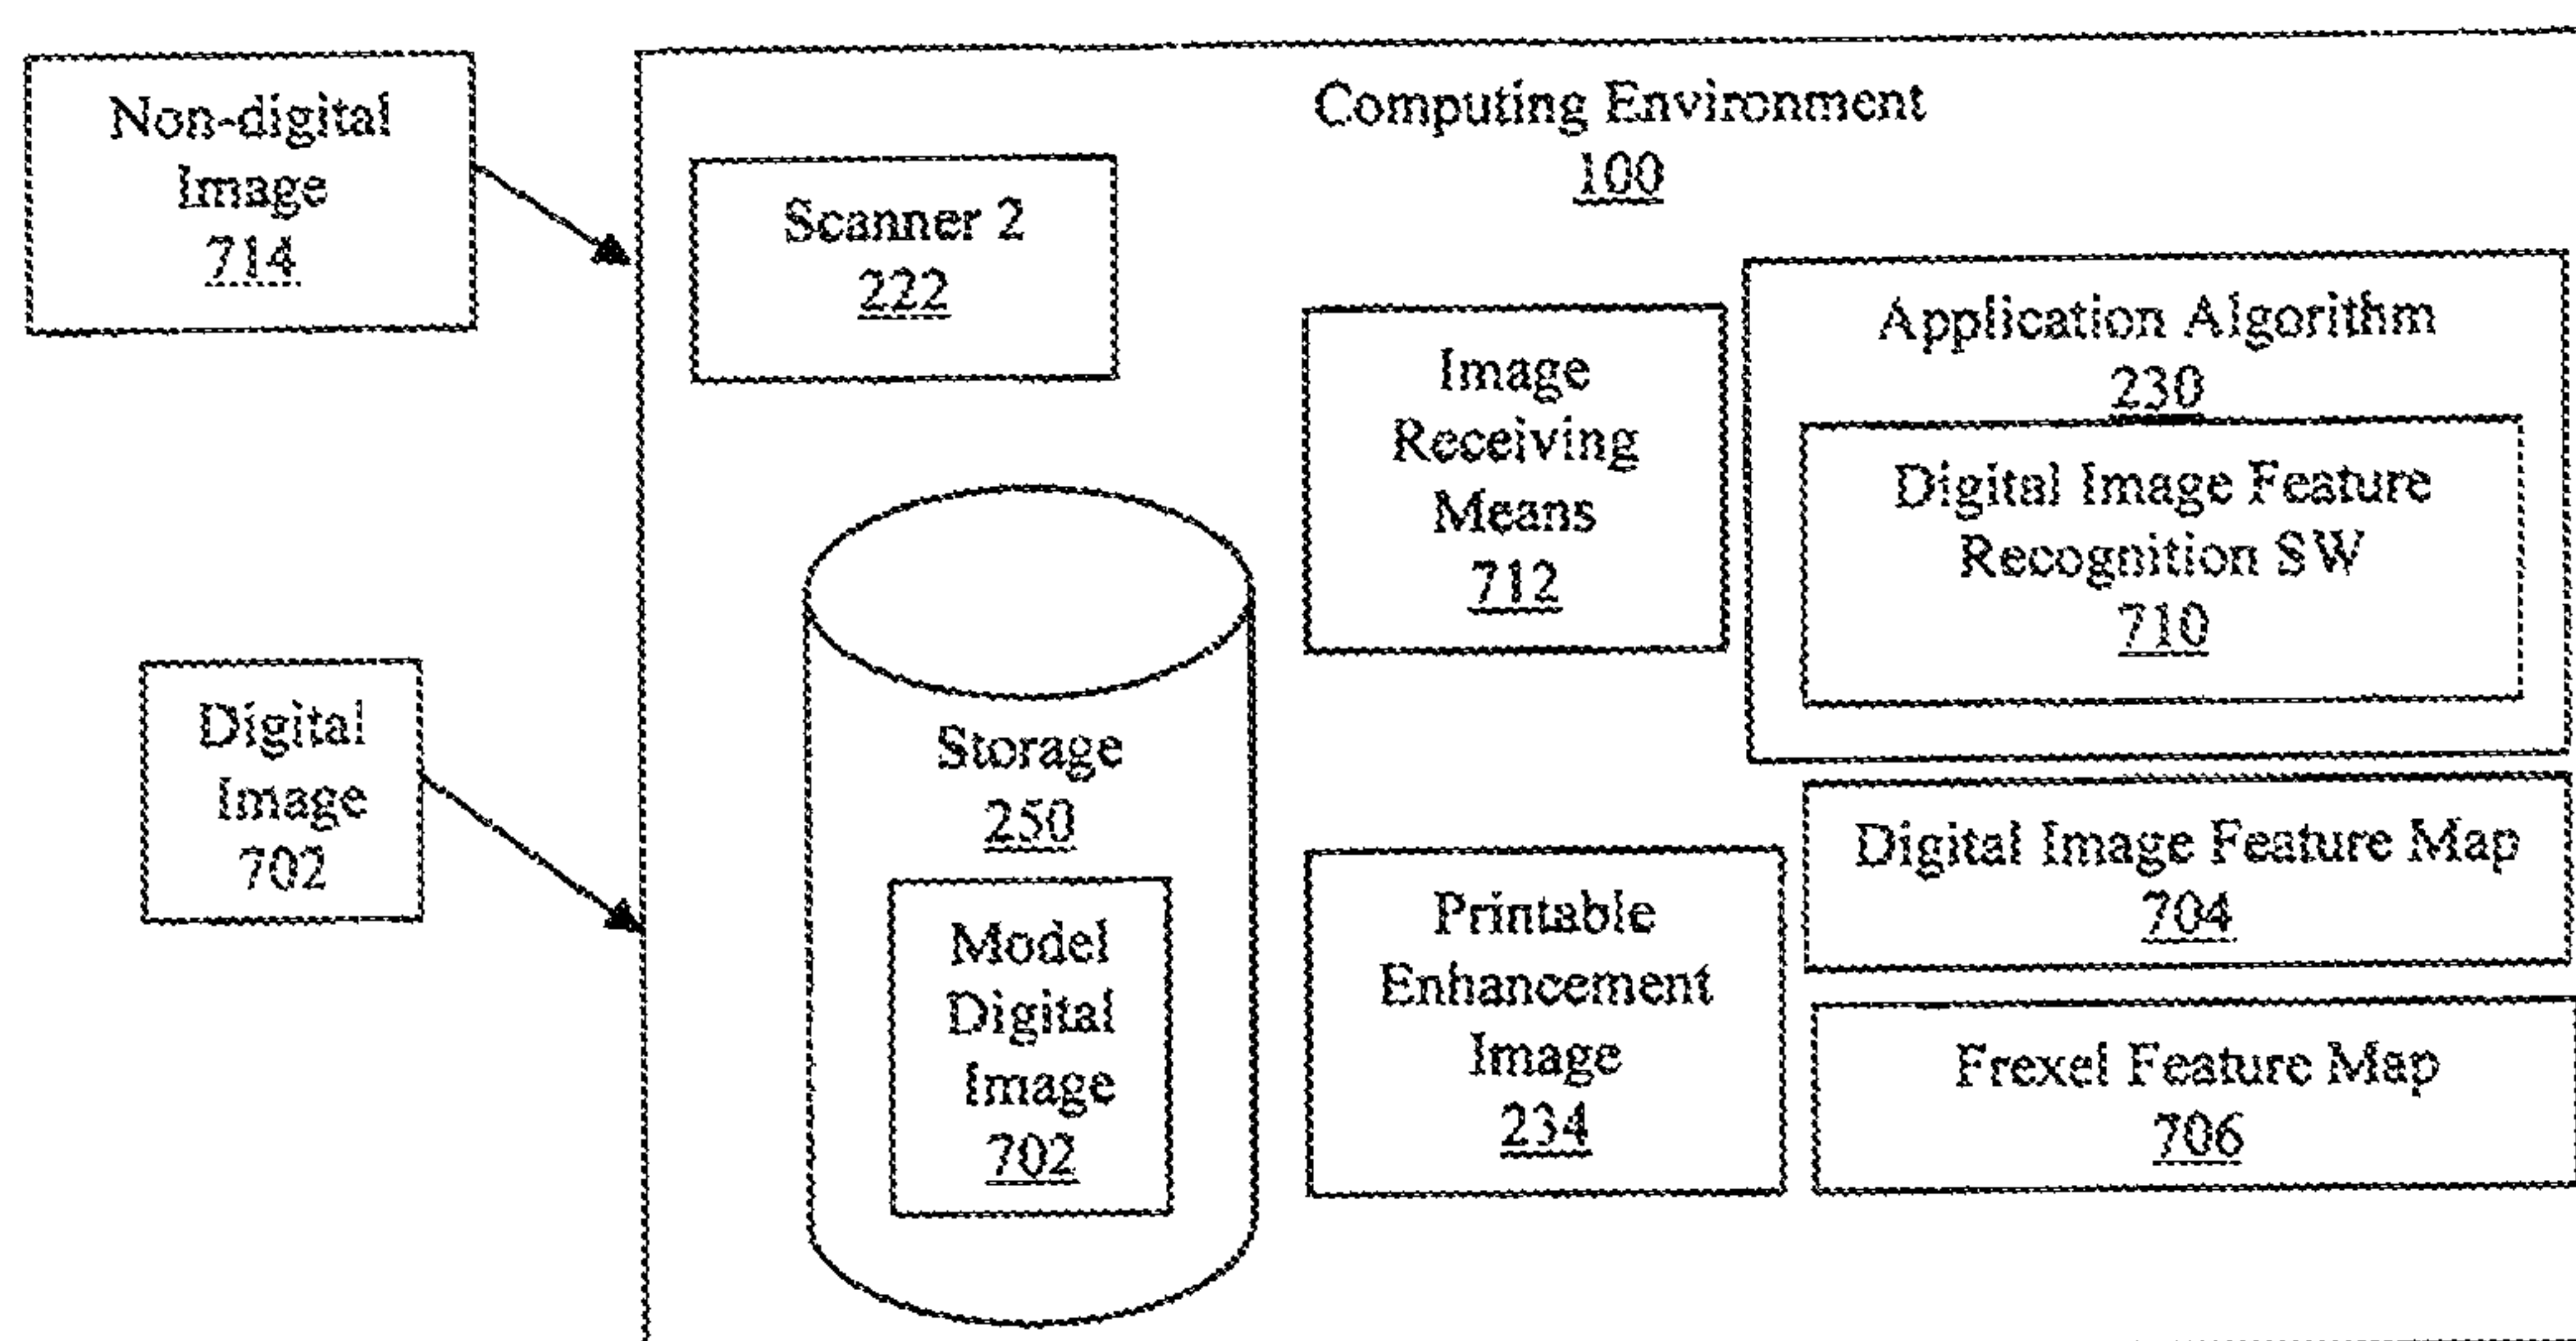 Non-digital
Image
714
Computing Environment
100
Scanner 2
222
Application Algorithm
230
Digital Image Feature
Recognition SW
710
Image
Receiving
Means
712
Digital
Image
702
Storage
250
Model
Digital
Image
702
Printable
Enhancement
Image
234
Digital Image Feature Map
704
Frexel Feature Map
706